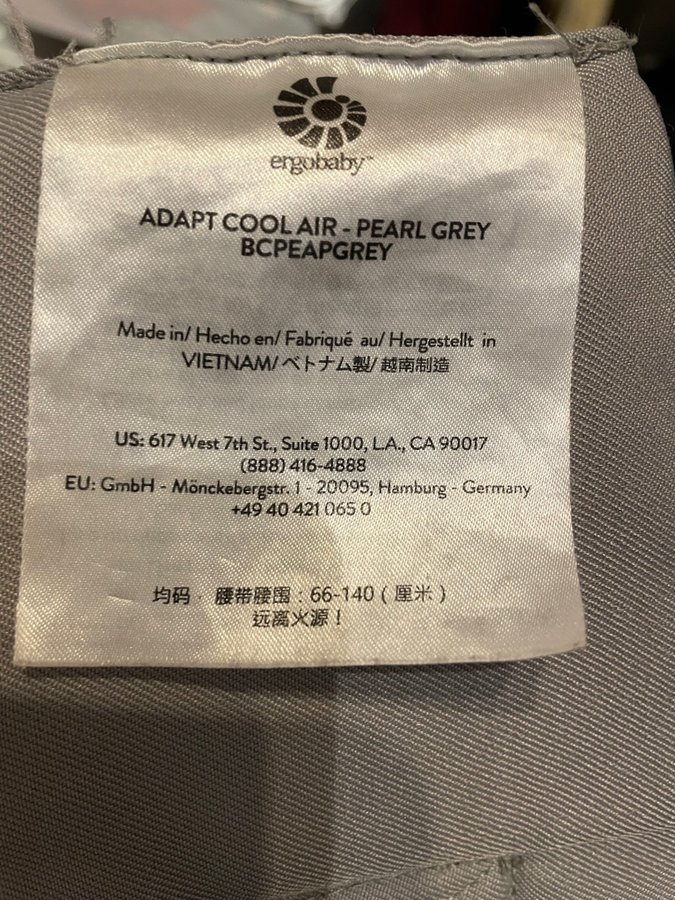 ergobaby™
ADAPT COOL AIR - PEARL GREY
BCPEAPGREY
Made in/ Hecho en/ Fabriqué au/ Hergestellt in
VIETNAM/ ベトナム製/ 越南制造
US: 617 West 7th St., Suite 1000, L.A., CA 90017
(888) 416-4888
EU: GmbH - Mönckebergstr. 1 - 20095, Hamburg - Germany
+49 40 421 065 0
均码 · 腰带腰围：66-140（厘米）
远离火源！